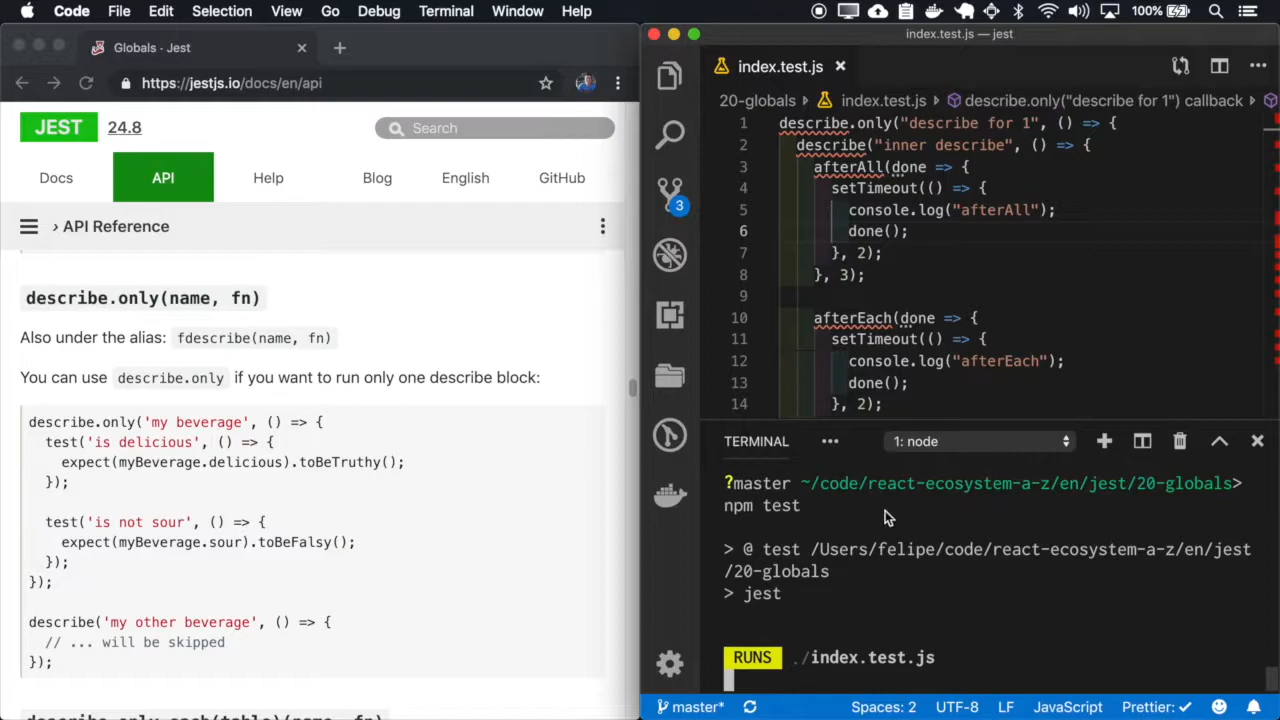 Code File Edit Selection View Go Debug Terminal Window Help 100%
Globals · Jest
https://jestjs.io/docs/en/api
JEST 24.8 Search
Docs API Help Blog English GitHub
› API Reference
describe.only(name, fn)
Also under the alias: fdescribe(name, fn)
You can use describe.only if you want to run only one describe block:
describe.only('my beverage', () => {
test('is delicious', () => {
expect(myBeverage.delicious).toBeTruthy();
});
test('is not sour', () => {
expect(myBeverage.sour).toBeFalsy();
});
});
describe('my other beverage', () => {
// ... will be skipped
});
describe.only.each(table)(name, fn)
index.test.js — jest
index.test.js
20-globals index.test.js describe.only("describe for 1") callback
1 describe.only("describe for 1", () => {
2 describe("inner describe", () => {
3 afterAll(done => {
4 setTimeout(() => {
5 console.log("afterAll");
6 done();
7 }, 2);
8 }, 3);
9
10 afterEach(done => {
11 setTimeout(() => {
12 console.log("afterEach");
13 done();
14 }, 2);
3
TERMINAL 1: node
?master ~/code/react-ecosystem-a-z/en/jest/20-globals>
npm test
> @ test /Users/felipe/code/react-ecosystem-a-z/en/jest
/20-globals
> jest
RUNS ./index.test.js
master* Spaces: 2 UTF-8 LF JavaScript Prettier: ✓